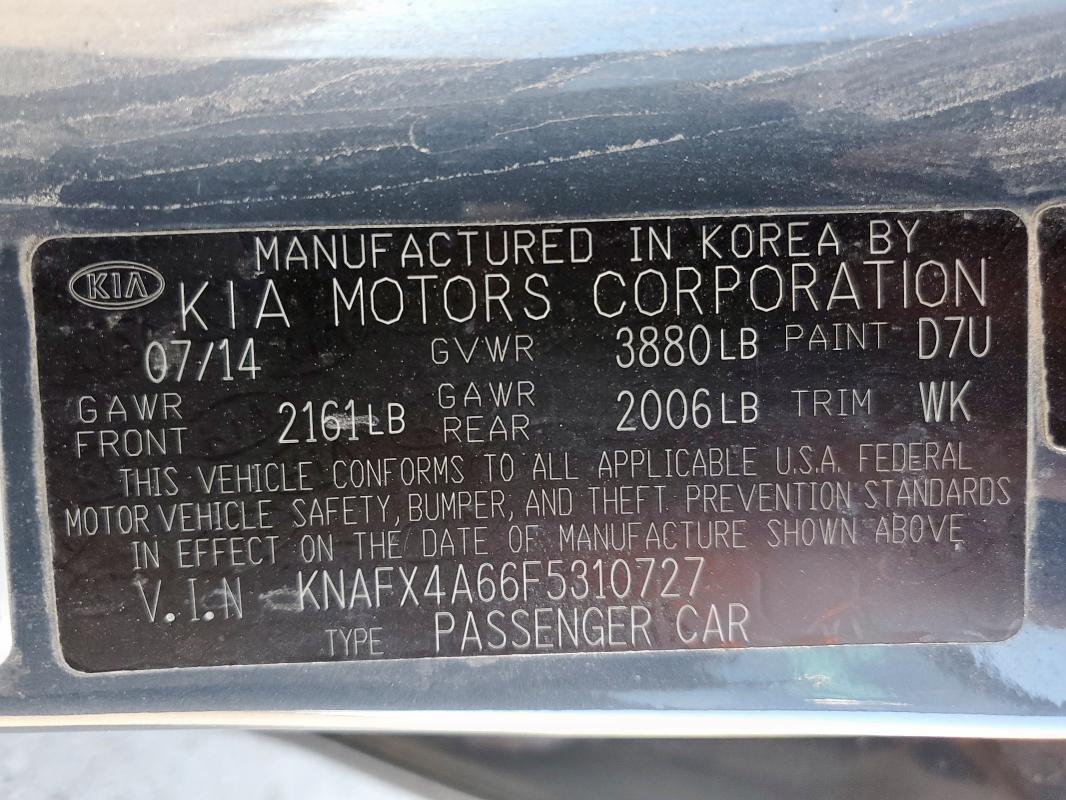 MANUFACTURED IN KOREA BY
KIA KIA MOTORS CORPORATION
07/14 GVWR 3880LB PAINT D7U
GAWR FRONT 2161LB GAWR REAR 2006LB TRIM WK
THIS VEHICLE CONFORMS TO ALL APPLICABLE U.S.A. FEDERAL
MOTOR VEHICLE SAFETY, BUMPER, AND THEFT PREVENTION STANDARDS
IN EFFECT ON THE DATE OF MANUFACTURE SHOWN ABOVE
V.I.N KNAFX4A66F5310727
TYPE PASSENGER CAR